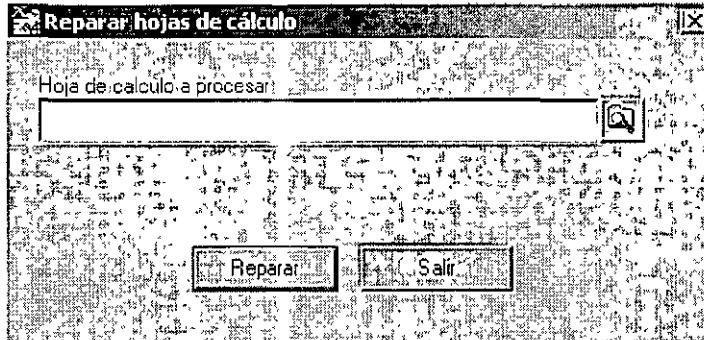 Reparar hojas de cálculo
Hoja de calculo a procesar
Reparar
Salir